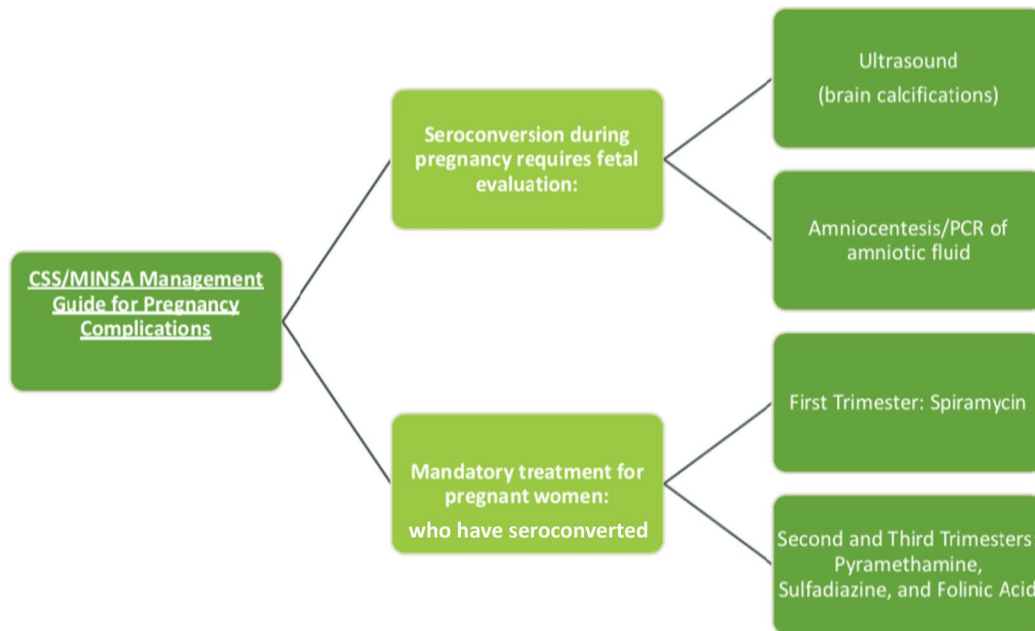 CSS/MINSA Management
Guide for Pregnancy
Complications
Seroconversion during
pregnancy requires fetal
evaluation:
Ultrasound
(brain calcifications)
Amniocentesis/PCR of
amniotic fluid
Mandatory treatment for
pregnant women:
who have seroconverted
First Trimester: Spiramycin
Second and Third Trimesters
Pyramethamine,
Sulfadiazine, and Folinic Acid